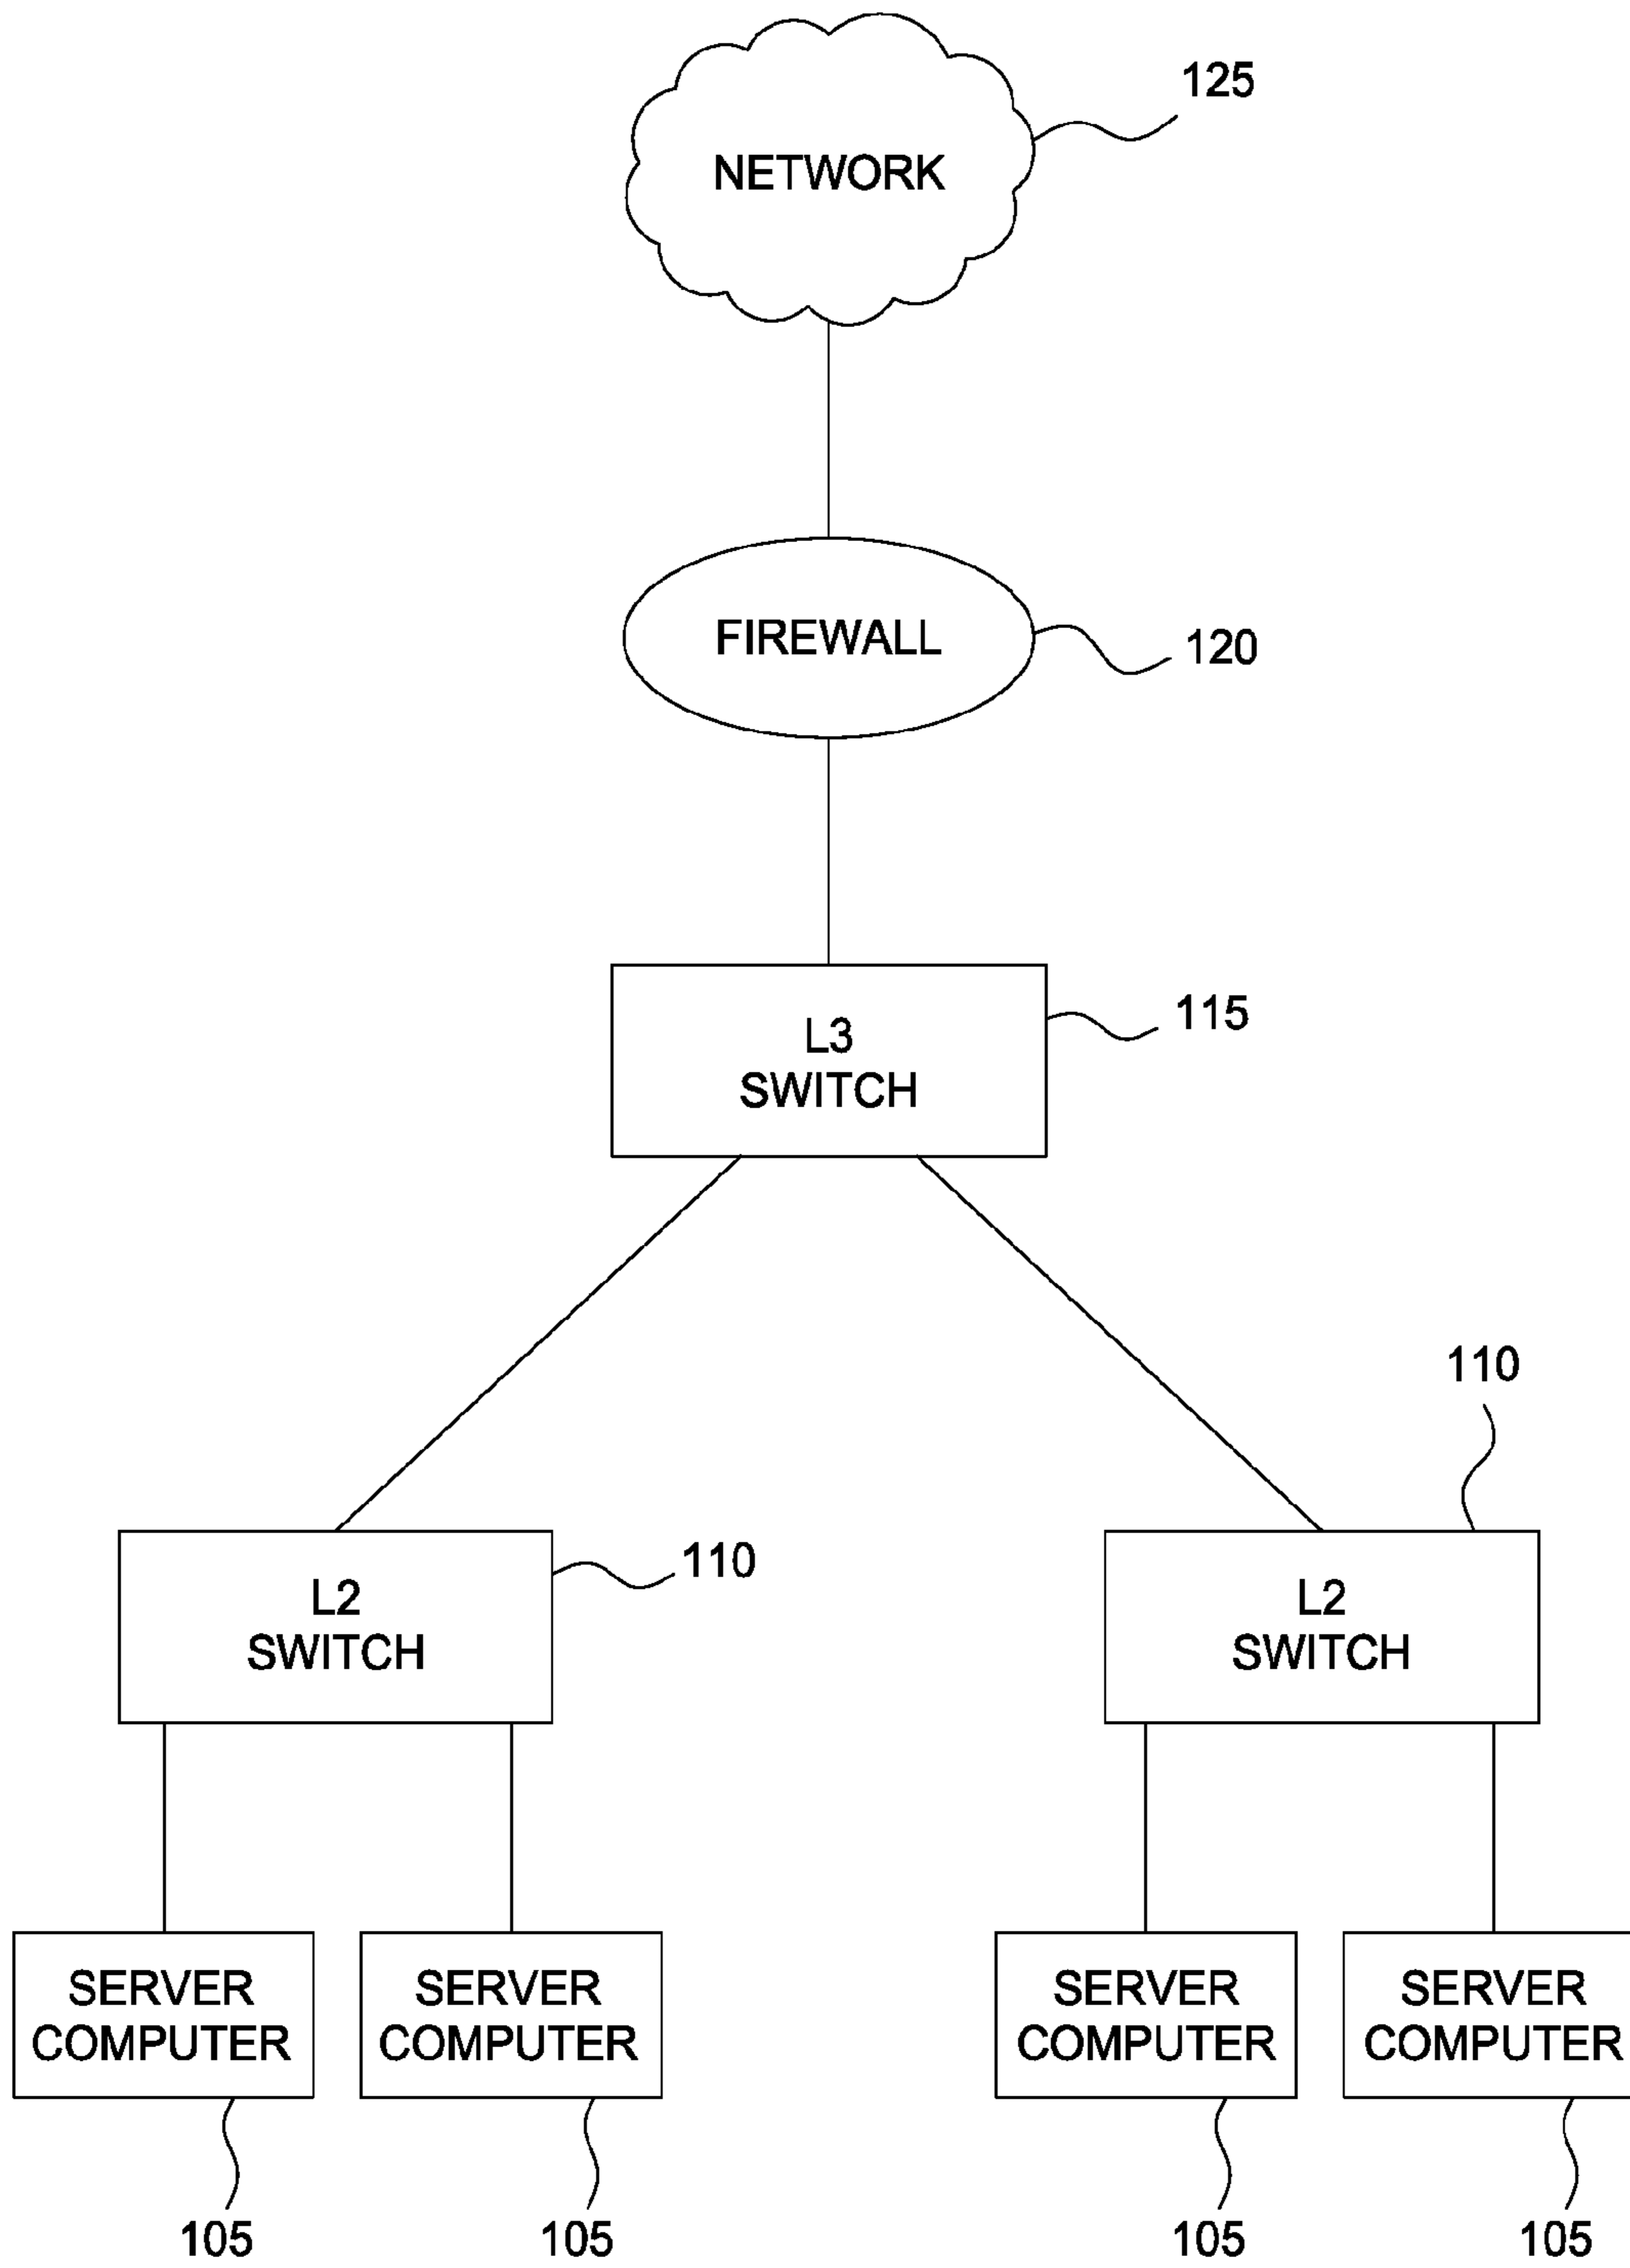 125
NETWORK
FIREWALL
120
115
L3
SWITCH
110
110
L2
SWITCH
L2
SWITCH
SERVER
COMPUTER
SERVER
COMPUTER
SERVER
COMPUTER
SERVER
COMPUTER
105
105
105
105